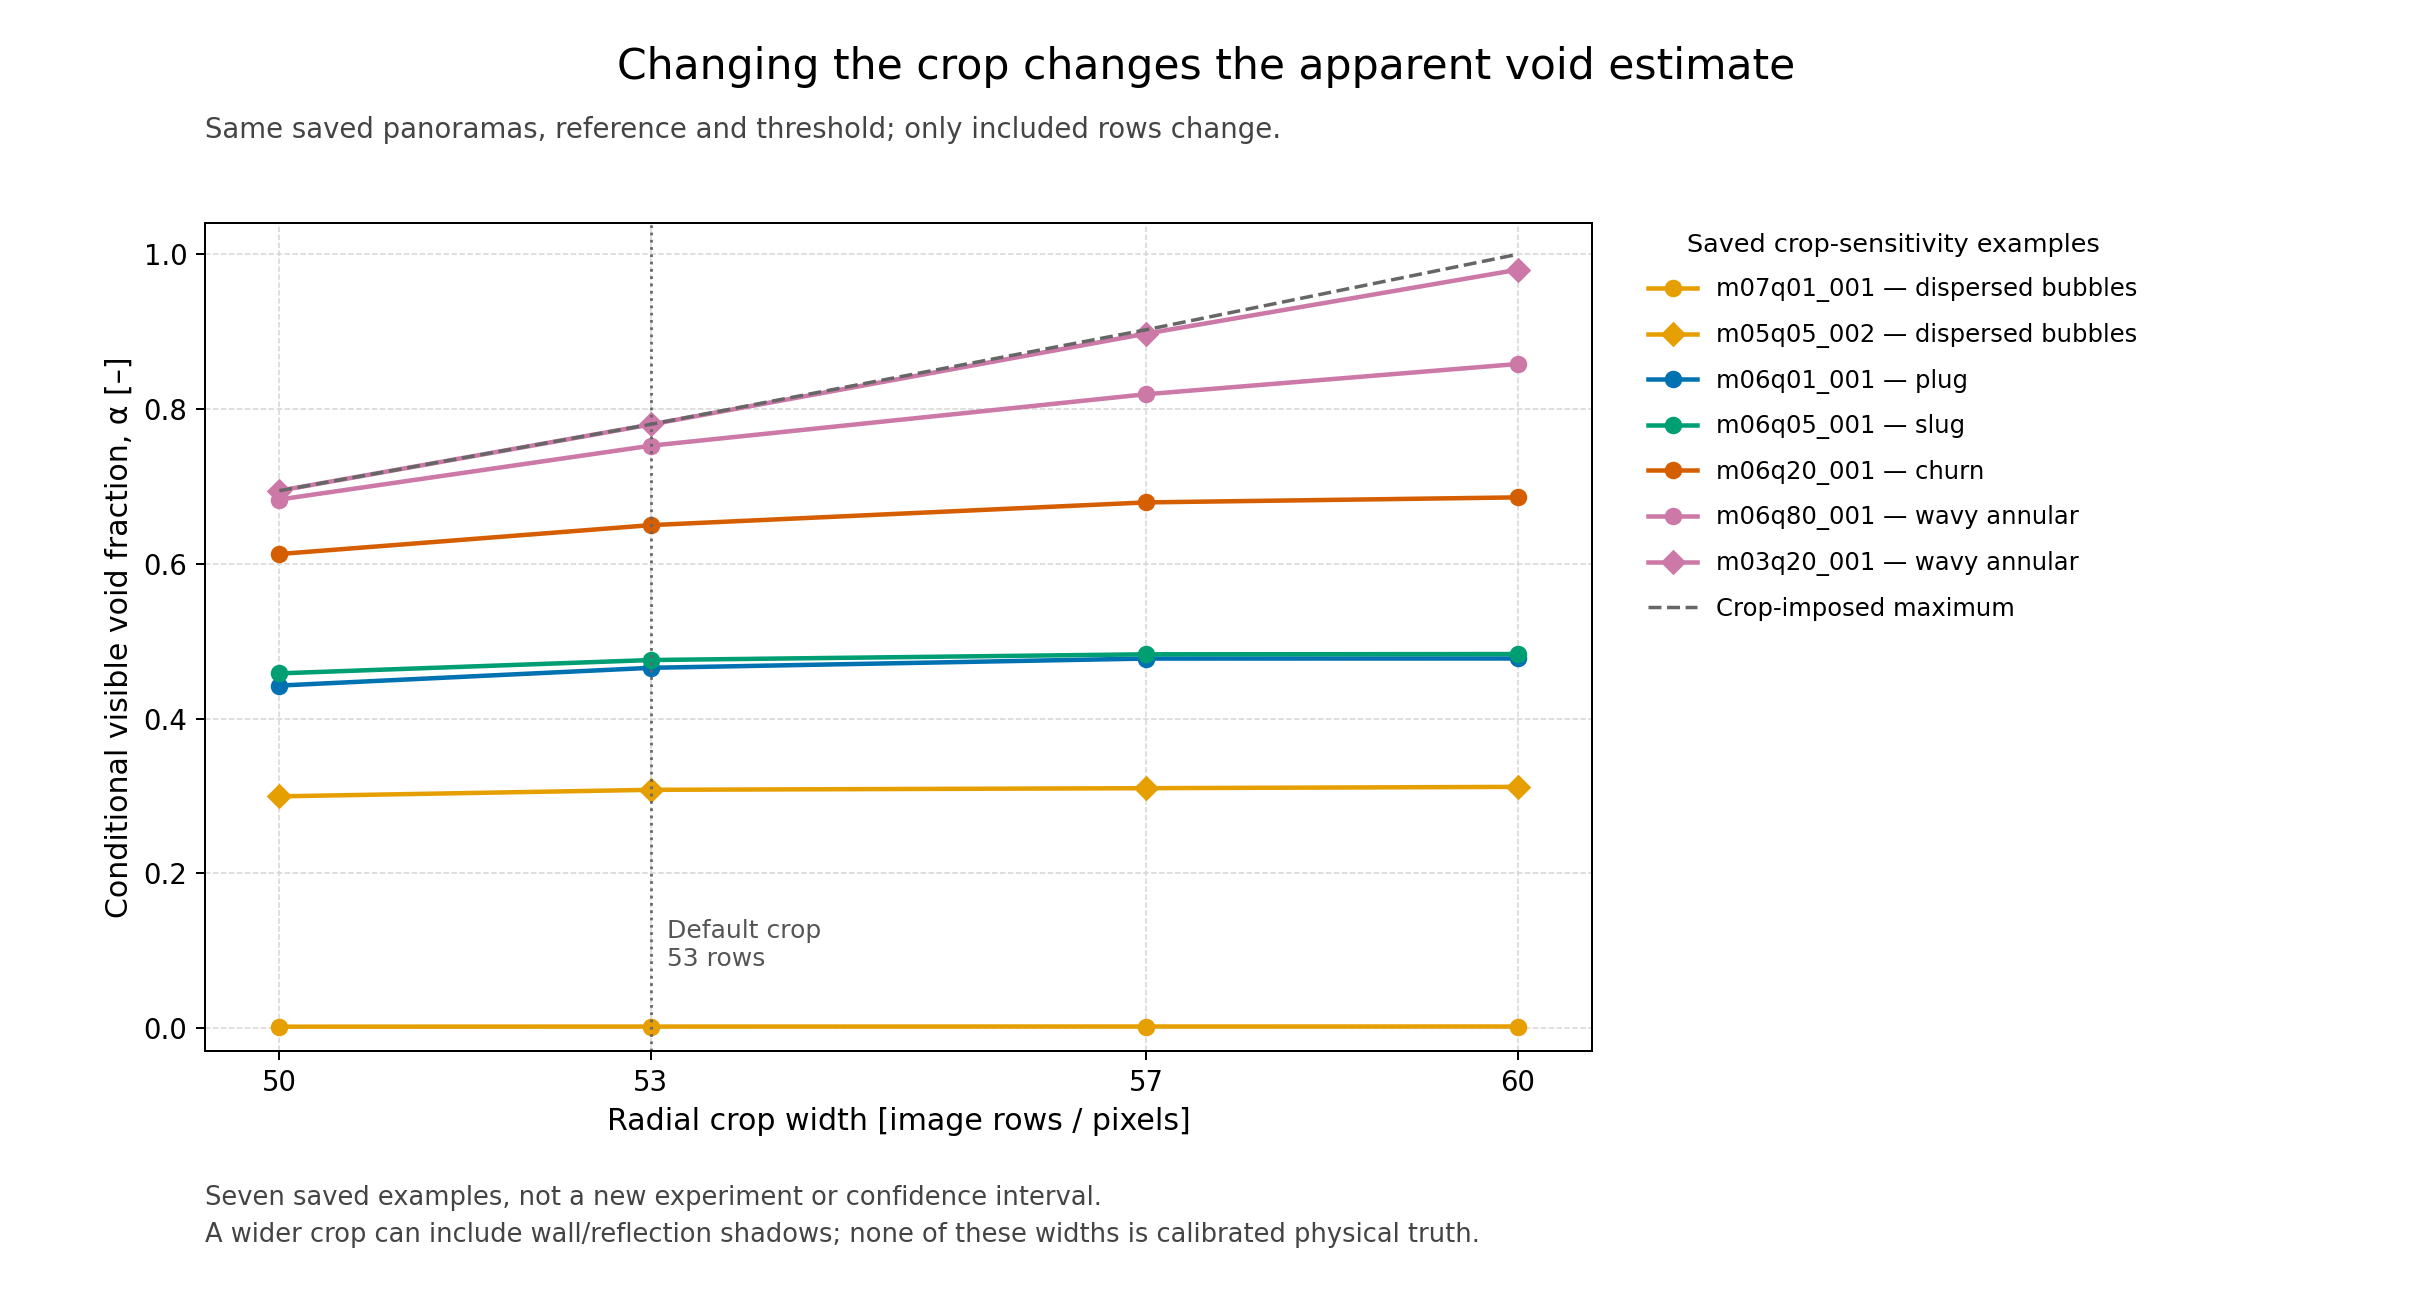 Changing the crop changes the apparent void estimate
Same saved panoramas, reference and threshold; only included rows change.
Conditional visible void fraction, α [–]
1.0
0.8
0.6
0.4
0.2
0.0
Default crop
53 rows
50
53
57
60
Radial crop width [image rows / pixels]
Saved crop-sensitivity examples
m07q01_001 — dispersed bubbles
m05q05_002 — dispersed bubbles
m06q01_001 — plug
m06q05_001 — slug
m06q20_001 — churn
m06q80_001 — wavy annular
m03q20_001 — wavy annular
Crop-imposed maximum
Seven saved examples, not a new experiment or confidence interval.
A wider crop can include wall/reflection shadows; none of these widths is calibrated physical truth.